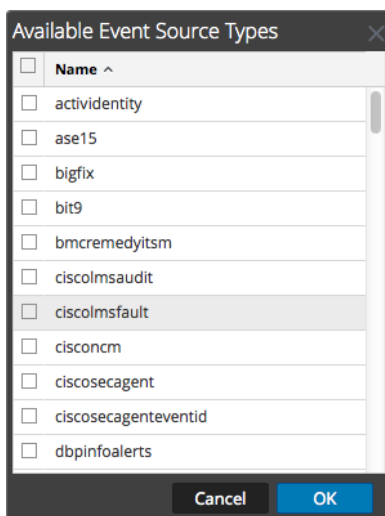 Available Event Source Types
Name
actividentity
ase15
bigfix
bit9
bmcremedyitsm
ciscolmsaudit
ciscolmsfault
cisconcm
ciscosecagent
ciscosecagenteventid
dbpinfoalerts
Cancel OK